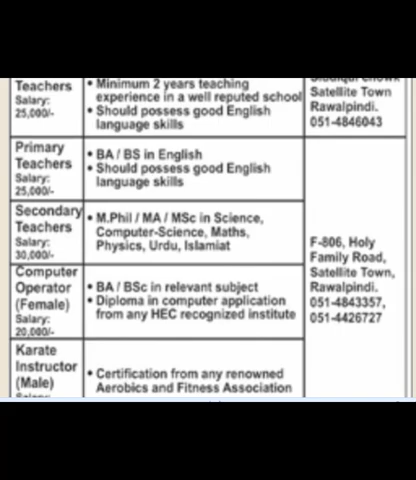 Teachers
Salary:
25,000/-
• Minimum 2 years teaching
experience in a well reputed school
• Should possess good English
language skills
Satellite Town
Rawalpindi.
051-4846043
Primary
Teachers
Salary:
25,000/-
• BA / BS in English
• Should possess good English
language skills
Secondary
Teachers
Salary:
30,000/-
• M.Phil / MA / MSc in Science,
Computer-Science, Maths,
Physics, Urdu, Islamiat
Computer
Operator
(Female)
Salary:
20,000/-
• BA / BSc in relevant subject
• Diploma in computer application
from any HEC recognized institute
F-806, Holy
Family Road,
Satellite Town,
Rawalpindi.
051-4843357,
051-4426727
Karate
Instructor
(Male)
• Certification from any renowned
Aerobics and Fitness Association